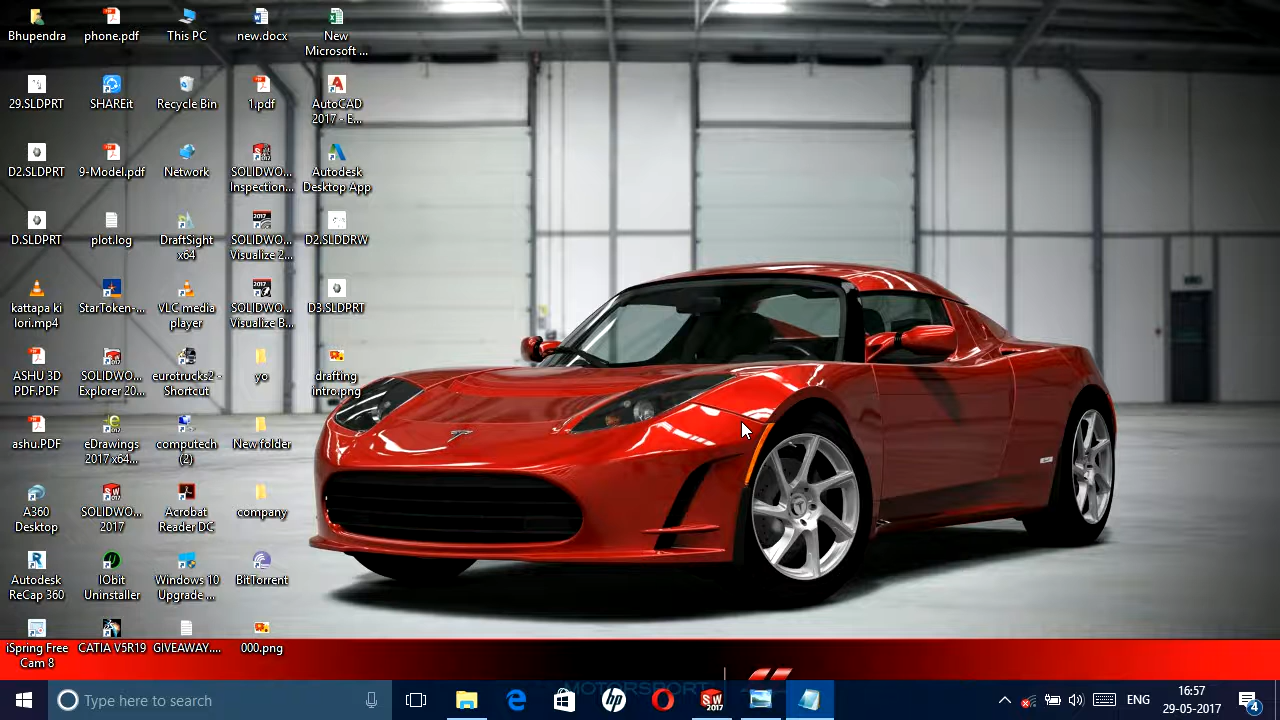 Bhupendra
phone.pdf
This PC
new.docx
New
Microsoft ...
29.SLDPRT
SHAREit
Recycle Bin
1.pdf
AutoCAD
2017 - E...
D2.SLDPRT
9-Model.pdf
Network
SOLIDWO...
Inspection...
Autodesk
Desktop App
D.SLDPRT
plot.log
DraftSight
x64
SOLIDWO...
Visualize 2...
D2.SLDDRW
kattapa ki
lori.mp4
StarToken-...
VLC media
player
SOLIDWO...
Visualize B...
D3.SLDPRT
ASHU 3D
PDF.PDF
SOLIDWO...
Explorer 20...
eurotrucks2 -
Shortcut
yo
drafting
intro.png
ashu.PDF
eDrawings
2017 x64...
computech
(2)
New folder
A360
Desktop
SOLIDWO...
2017
Acrobat
Reader DC
company
Autodesk
ReCap 360
IObit
Uninstaller
Windows 10
Upgrade ...
BitTorrent
iSpring Free
Cam 8
CATIA V5R19
GIVEAWAY....
000.png
MOTORSPORT
Type here to search
ENG
16:57
29-05-2017
4